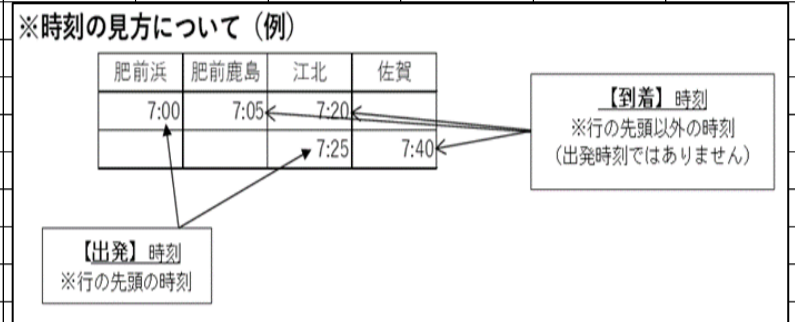 ※時刻の見方について（例）
肥前浜 肥前鹿島 江北 佐賀
7:00 7:05 7:20
7:25 7:40
【到着】時刻
※行の先頭以外の時刻
（出発時刻ではありません）
【出発】時刻
※行の先頭の時刻